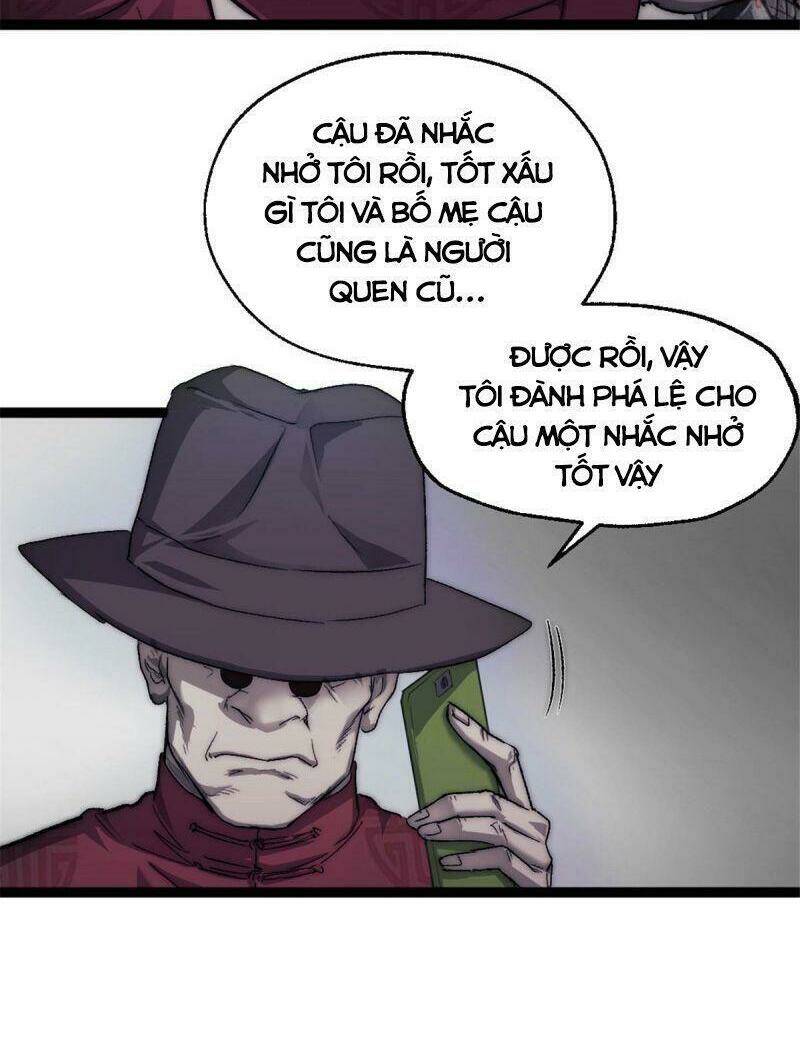 CẬU ĐÃ NHẮC
NHỞ TÔI RỒI, TỐT XẤU
GÌ TÔI VÀ BỐ MẸ CẬU
CŨNG LÀ NGƯỜI
QUEN CŨ...
ĐƯỢC RỒI, VẬY
TÔI ĐÀNH PHÁ LỆ CHO
CẬU MỘT NHẮC NHỞ
TỐT VẬY